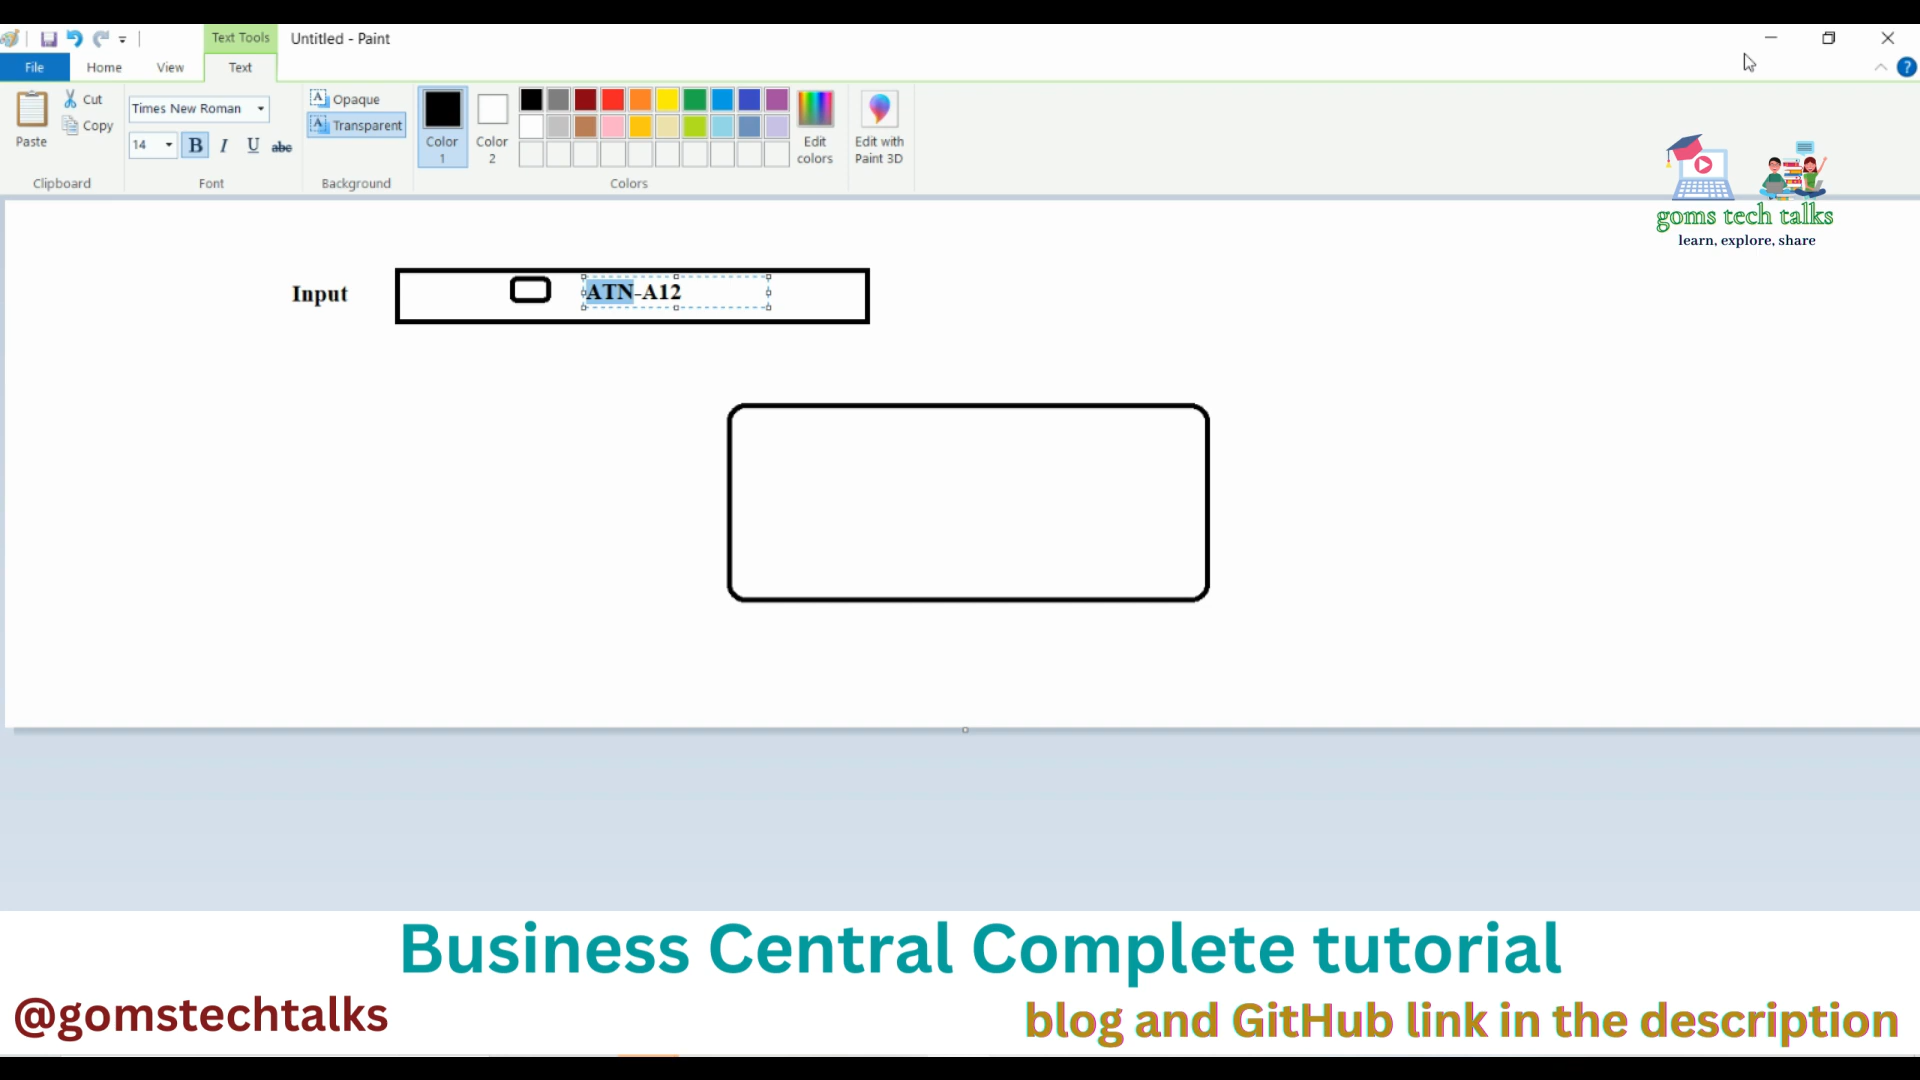 Text Tools
Untitled - Paint
File
Home
View
Text
Paste
Cut
Copy
Clipboard
Times New Roman
14
B
I
U
abc
Font
A Opaque
A Transparent
Background
Color 1
Color 2
Edit colors
Colors
Edit with Paint 3D
?
goms tech talks
learn, explore, share
Input
ATN-A12
Business Central Complete tutorial
@gomstechtalks
blog and GitHub link in the description